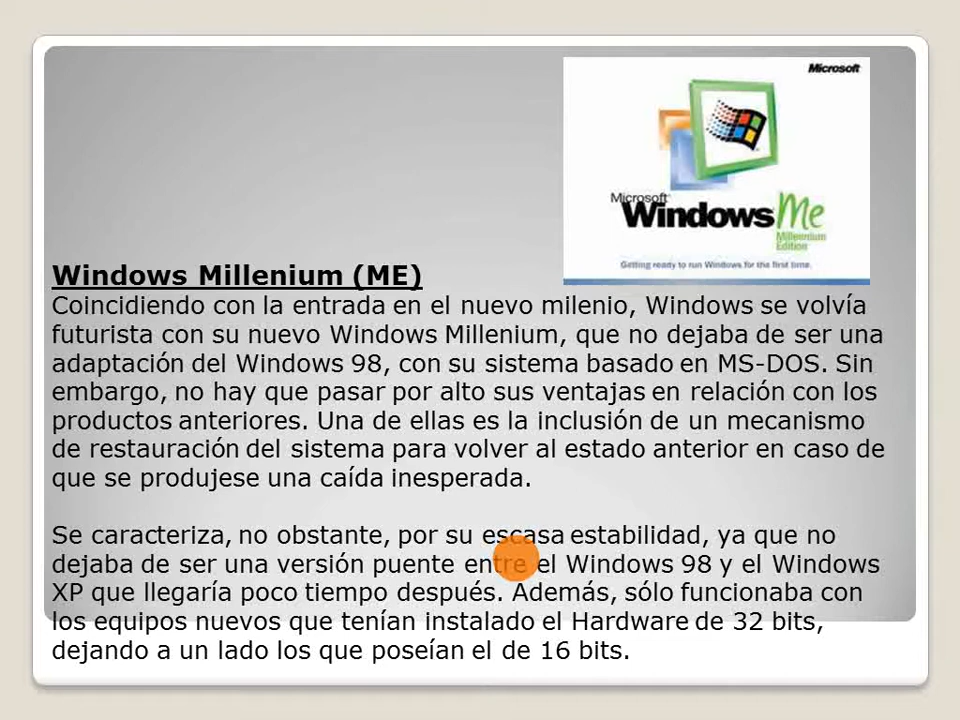 Microsoft
Microsoft
Windows Me
Millennium
Edition
Getting ready to run Windows for the first time.
Windows Millenium (ME)
Coincidiendo con la entrada en el nuevo milenio, Windows se volvía
futurista con su nuevo Windows Millenium, que no dejaba de ser una
adaptación del Windows 98, con su sistema basado en MS-DOS. Sin
embargo, no hay que pasar por alto sus ventajas en relación con los
productos anteriores. Una de ellas es la inclusión de un mecanismo
de restauración del sistema para volver al estado anterior en caso de
que se produjese una caída inesperada.
Se caracteriza, no obstante, por su escasa estabilidad, ya que no
dejaba de ser una versión puente entre el Windows 98 y el Windows
XP que llegaría poco tiempo después. Además, sólo funcionaba con
los equipos nuevos que tenían instalado el Hardware de 32 bits,
dejando a un lado los que poseían el de 16 bits.